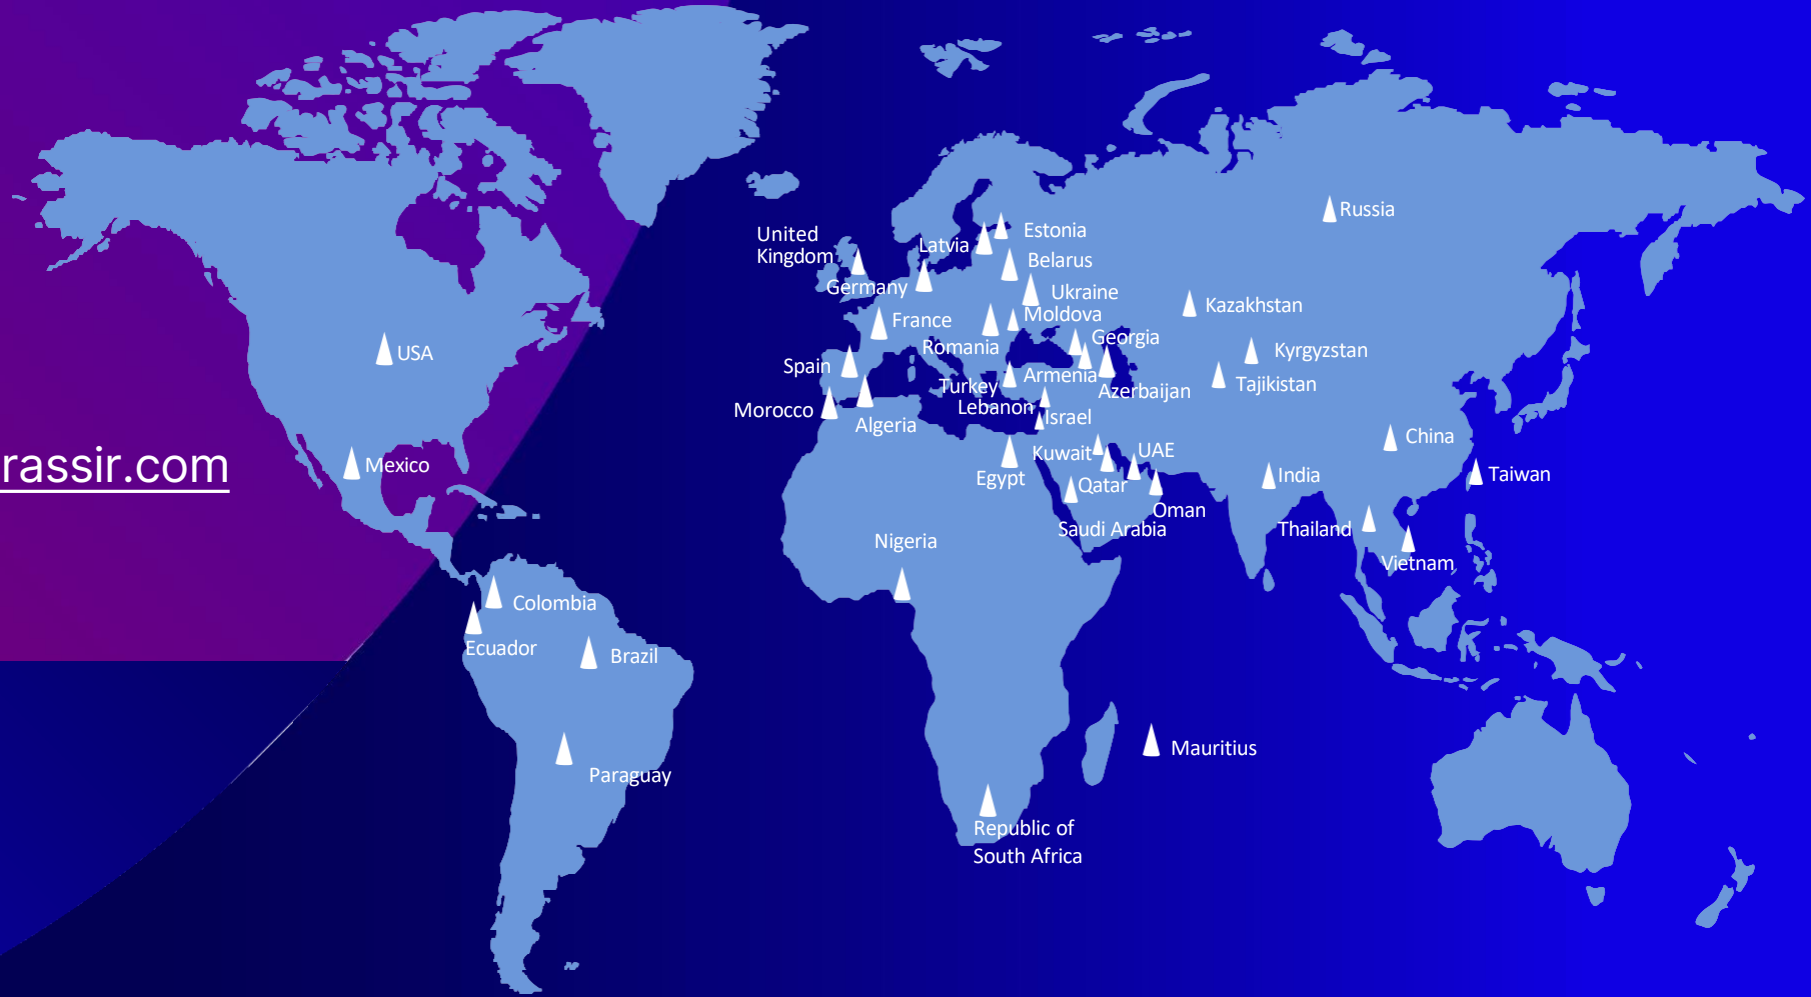 Russia
United
Kingdom
Estonia
Latvia
Belarus
Germany
Ukraine
Kazakhstan
Moldova
France
Georgia
Romania
USA
Kyrgyzstan
Spain
Armenia
Tajikistan
Turkey
Azerbaijan
Lebanon
Morocco
Israel
Algeria
China
UAE
Kuwait
rassir.com
Mexico
India
Taiwan
Egypt
Qatar
Oman
Saudi Arabia
Thailand
Nigeria
Vietnam
Colombia
Ecuador
Brazil
Mauritius
Paraguay
Republic of
South Africa